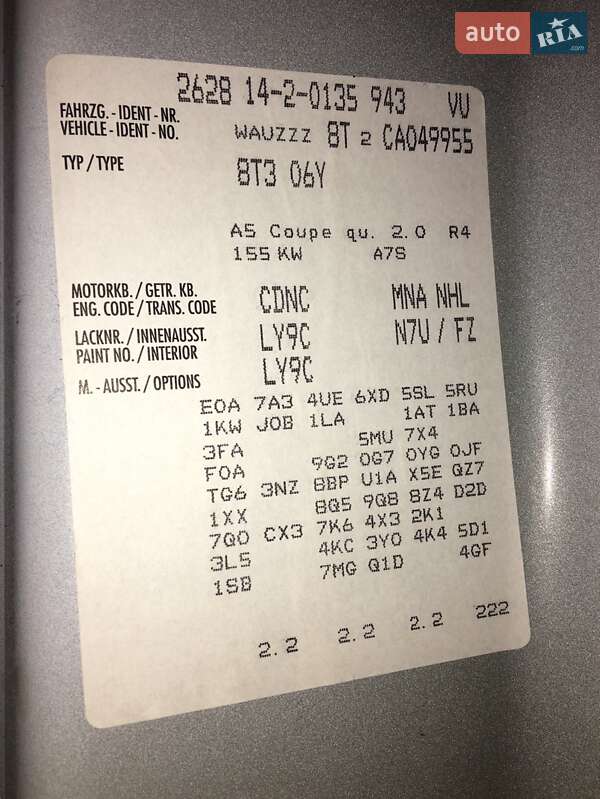 auto RIA .com
2628 14-2-0135 943 VU
FAHRZG. - IDENT - NR.
VEHICLE - IDENT - NO. WAUZZZ 8T 2 CA049955
TYP / TYPE 8T3 06Y
A5 Coupe qu. 2.0 R4
155 KW A7S
MOTORKB. / GETR. KB.
ENG. CODE / TRANS. CODE CDNC MNA NHL
LACKNR. / INNENAUSST.
PAINT NO. / INTERIOR LY9C N7U / FZ
LY9C
M. - AUSST. / OPTIONS
E0A 7A3 4UE 6XD 5SL 5RU
1KW J0B 1LA 1AT 1BA
3FA 5MU 7X4
F0A 9G2 0G7 0YG 0JF
TG6 3NZ 8BP U1A X5E QZ7
1XX 8Q5 9Q8 8Z4 D2D
7Q0 CX3 7K6 4X3 2K1
3L5 4KC 3Y0 4K4 5D1
1SB 7MG Q1D 4GF
2.2 2.2 2.2 222